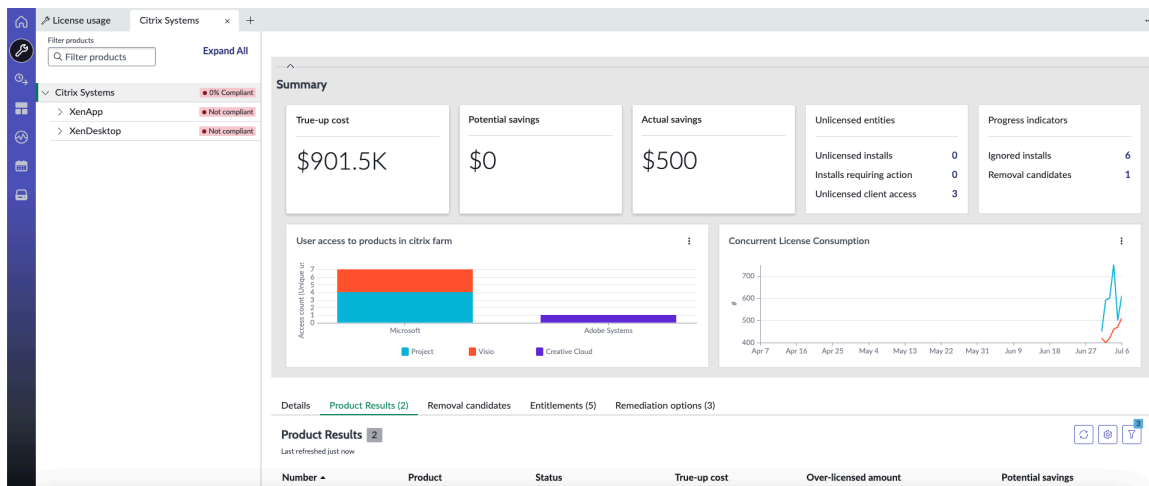 License usage
Citrix Systems × +
Filter products
Filter products
Expand All
Citrix Systems
0% Compliant
XenApp
Not compliant
XenDesktop
Not compliant
Summary
True-up cost
$901.5K
Potential savings
$0
Actual savings
$500
Unlicensed entities
Unlicensed installs 0
Installs requiring action 0
Unlicensed client access 3
Progress indicators
Ignored installs 6
Removal candidates 1
User access to products in citrix farm
Access count (Unique us
7
6
5
4
3
2
1
0
Microsoft
Adobe Systems
Project
Visio
Creative Cloud
Concurrent License Consumption
#
700
600
500
400
Apr 7 Apr 16 Apr 25 May 4 May 13 May 22 May 31 Jun 9 Jun 18 Jun 27 Jul 6
Details Product Results (2) Removal candidates Entitlements (5) Remediation options (3)
Product Results 2
3
Last refreshed just now
Number Product Status True-up cost Over-licensed amount Potential savings